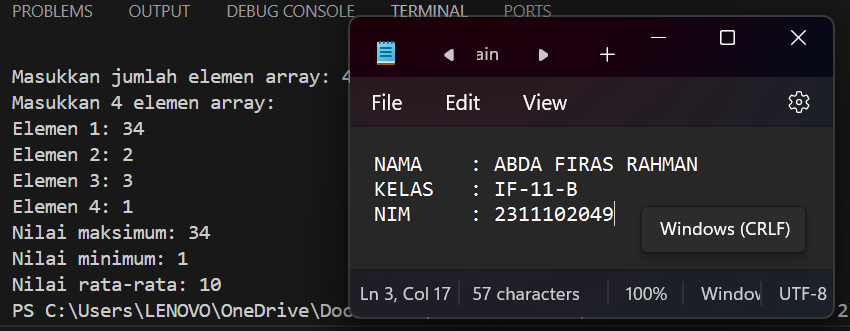 PROBLEMS OUTPUT DEBUG CONSOLE TERMINAL PORTS
Masukkan jumlah elemen array: 4
Masukkan 4 elemen array:
Elemen 1: 34
Elemen 2: 2
Elemen 3: 3
Elemen 4: 1
Nilai maksimum: 34
Nilai minimum: 1
Nilai rata-rata: 10
PS C:\Users\LENOVO\OneDrive\Doc
2
ain
File Edit View
NAMA : ABDA FIRAS RAHMAN
KELAS : IF-11-B
NIM : 2311102049
Windows (CRLF)
Ln 3, Col 17 57 characters 100% Window UTF-8